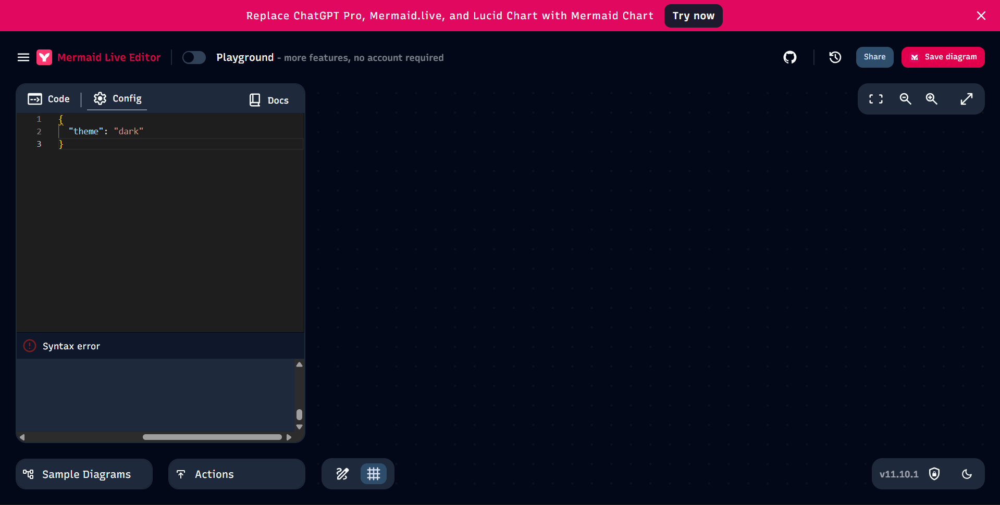 Replace ChatGPT Pro, Mermaid.live, and Lucid Chart with Mermaid Chart Try now
Mermaid Live Editor Playground - more features, no account required Share Save diagram
Code Config Docs
1 {
2 "theme": "dark"
3 }
Syntax error
Sample Diagrams Actions v11.10.1